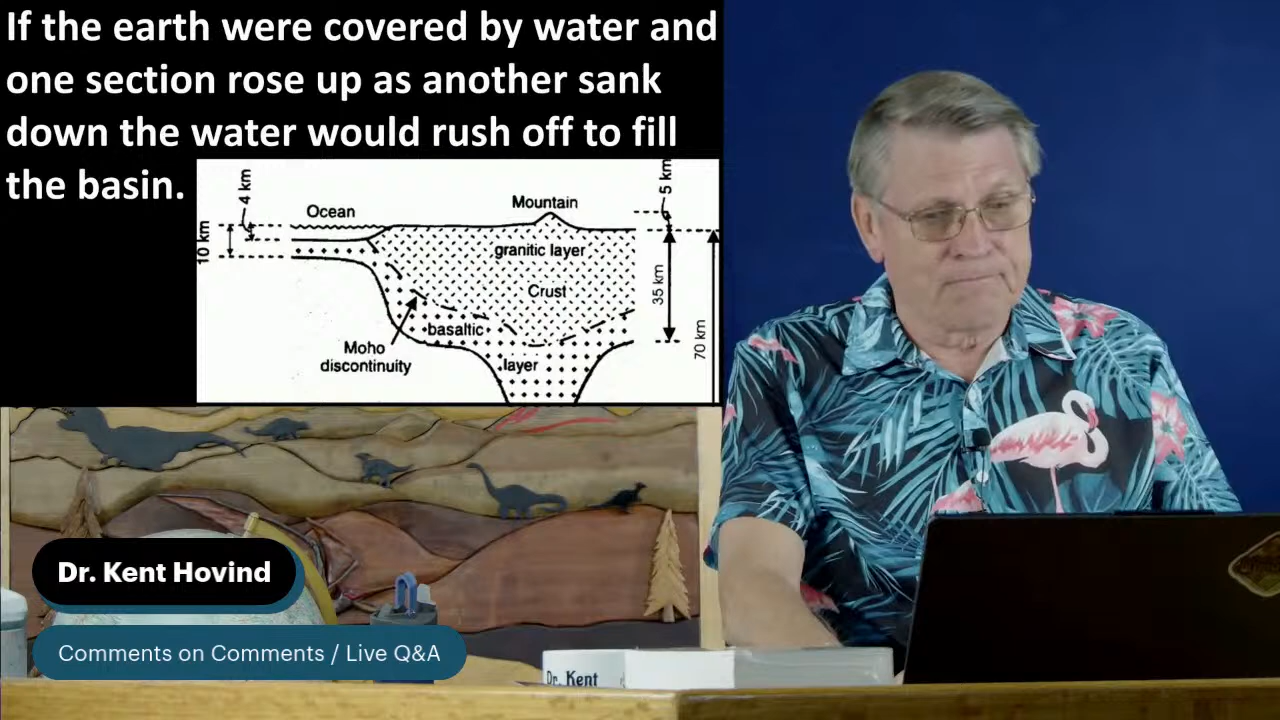 If the earth were covered by water and
one section rose up as another sank
down the water would rush off to fill
the basin.
4 km
10 km
Ocean
Mountain
5 km
granitic layer
Crust
35 km
70 km
basaltic
layer
Moho
discontinuity
Dr. Kent Hovind
Comments on Comments / Live Q&A
Dr. Kent